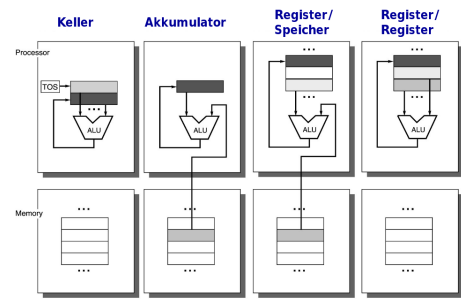 Keller
Akkumulator
Register/
Speicher
Register/
Register
Processor
TOS
...
...
...
...
...
ALU
ALU
ALU
ALU
Memory
...
...
...
...
...
...
...
...